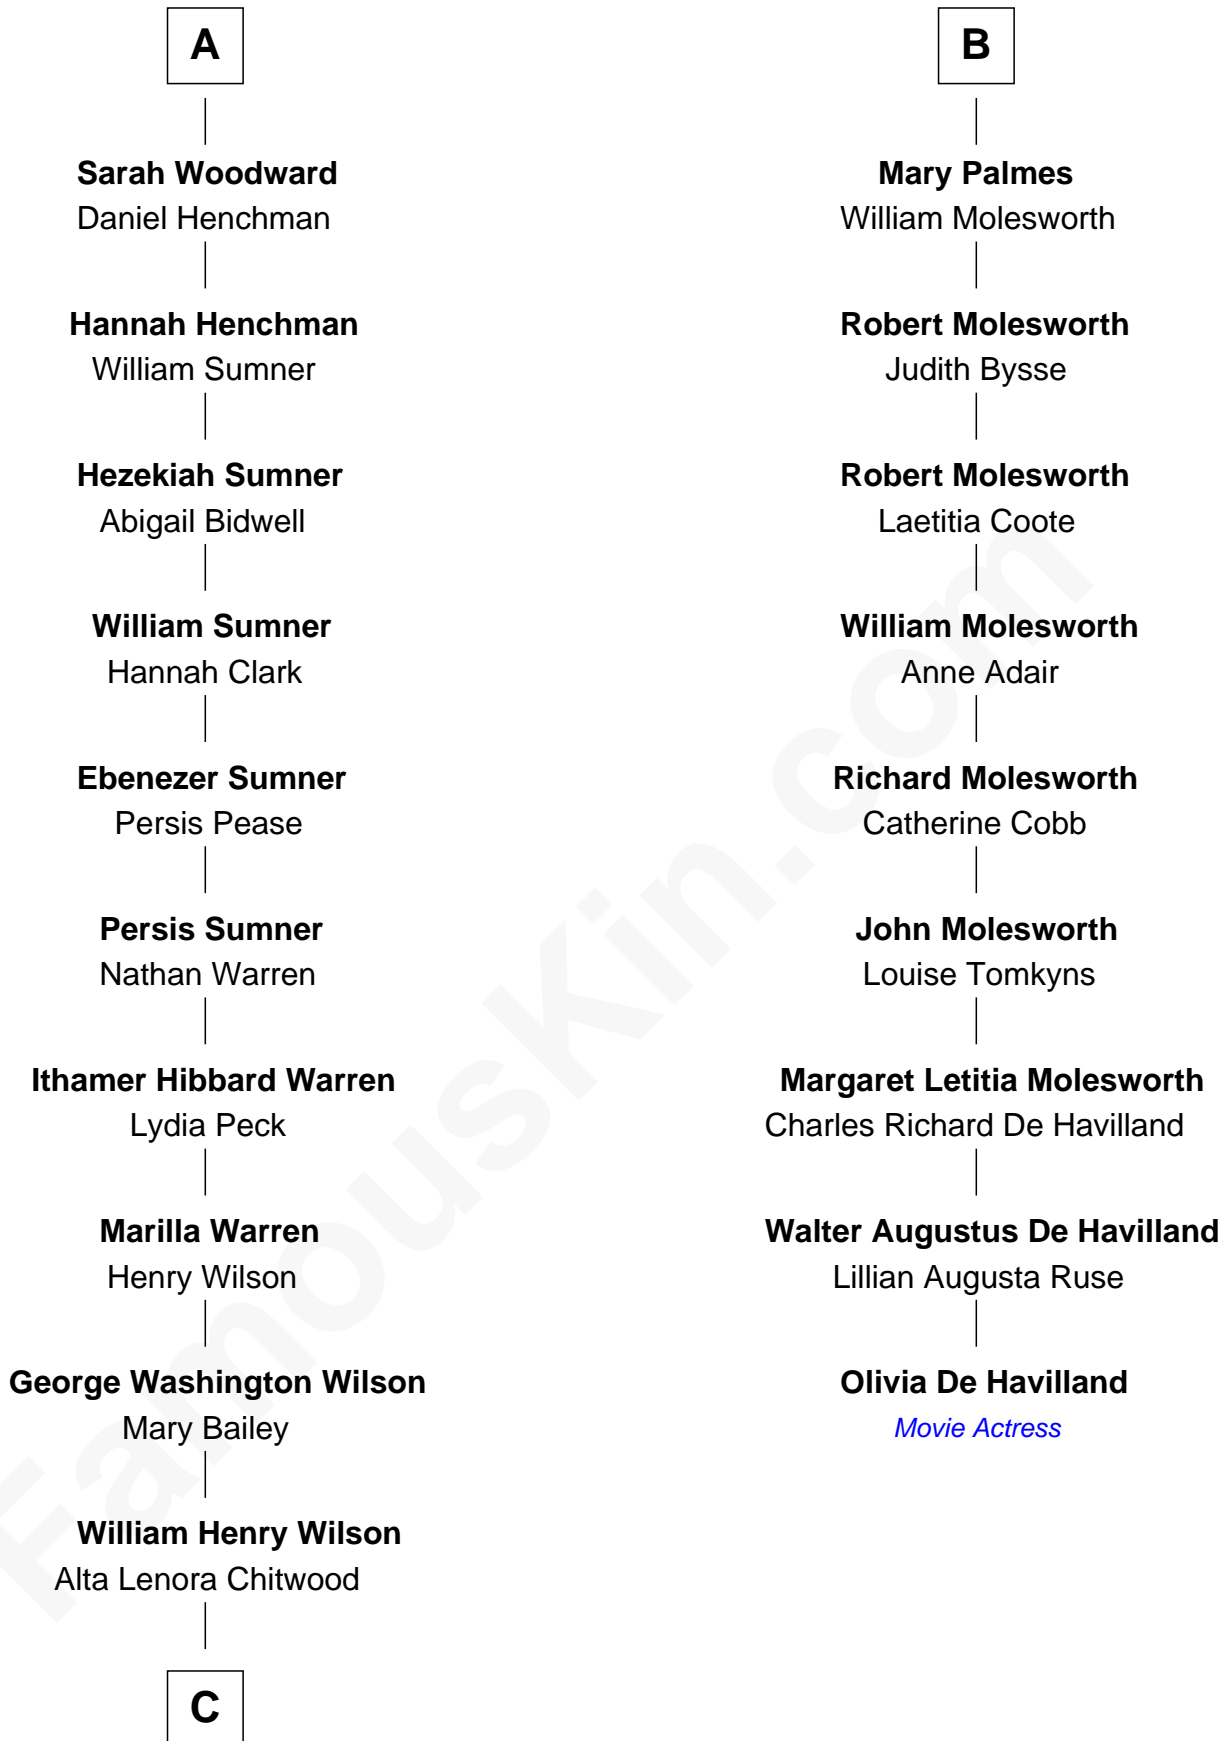 A
Sarah Woodward
Daniel Henchman
Hannah Henchman
William Sumner
Hezekiah Sumner
Abigail Bidwell
William Sumner
Hannah Clark
Ebenezer Sumner
Persis Pease
Persis Sumner
Nathan Warren
Ithamer Hibbard Warren
Lydia Peck
Marilla Warren
Henry Wilson
George Washington Wilson
Mary Bailey
William Henry Wilson
Alta Lenora Chitwood
C
B
Mary Palmes
William Molesworth
Robert Molesworth
Judith Bysse
Robert Molesworth
Laetitia Coote
William Molesworth
Anne Adair
Richard Molesworth
Catherine Cobb
John Molesworth
Louise Tomkyns
Margaret Letitia Molesworth
Charles Richard De Havilland
Walter Augustus De Havilland
Lillian Augusta Ruse
Olivia De Havilland
Movie Actress
FamousKin.com